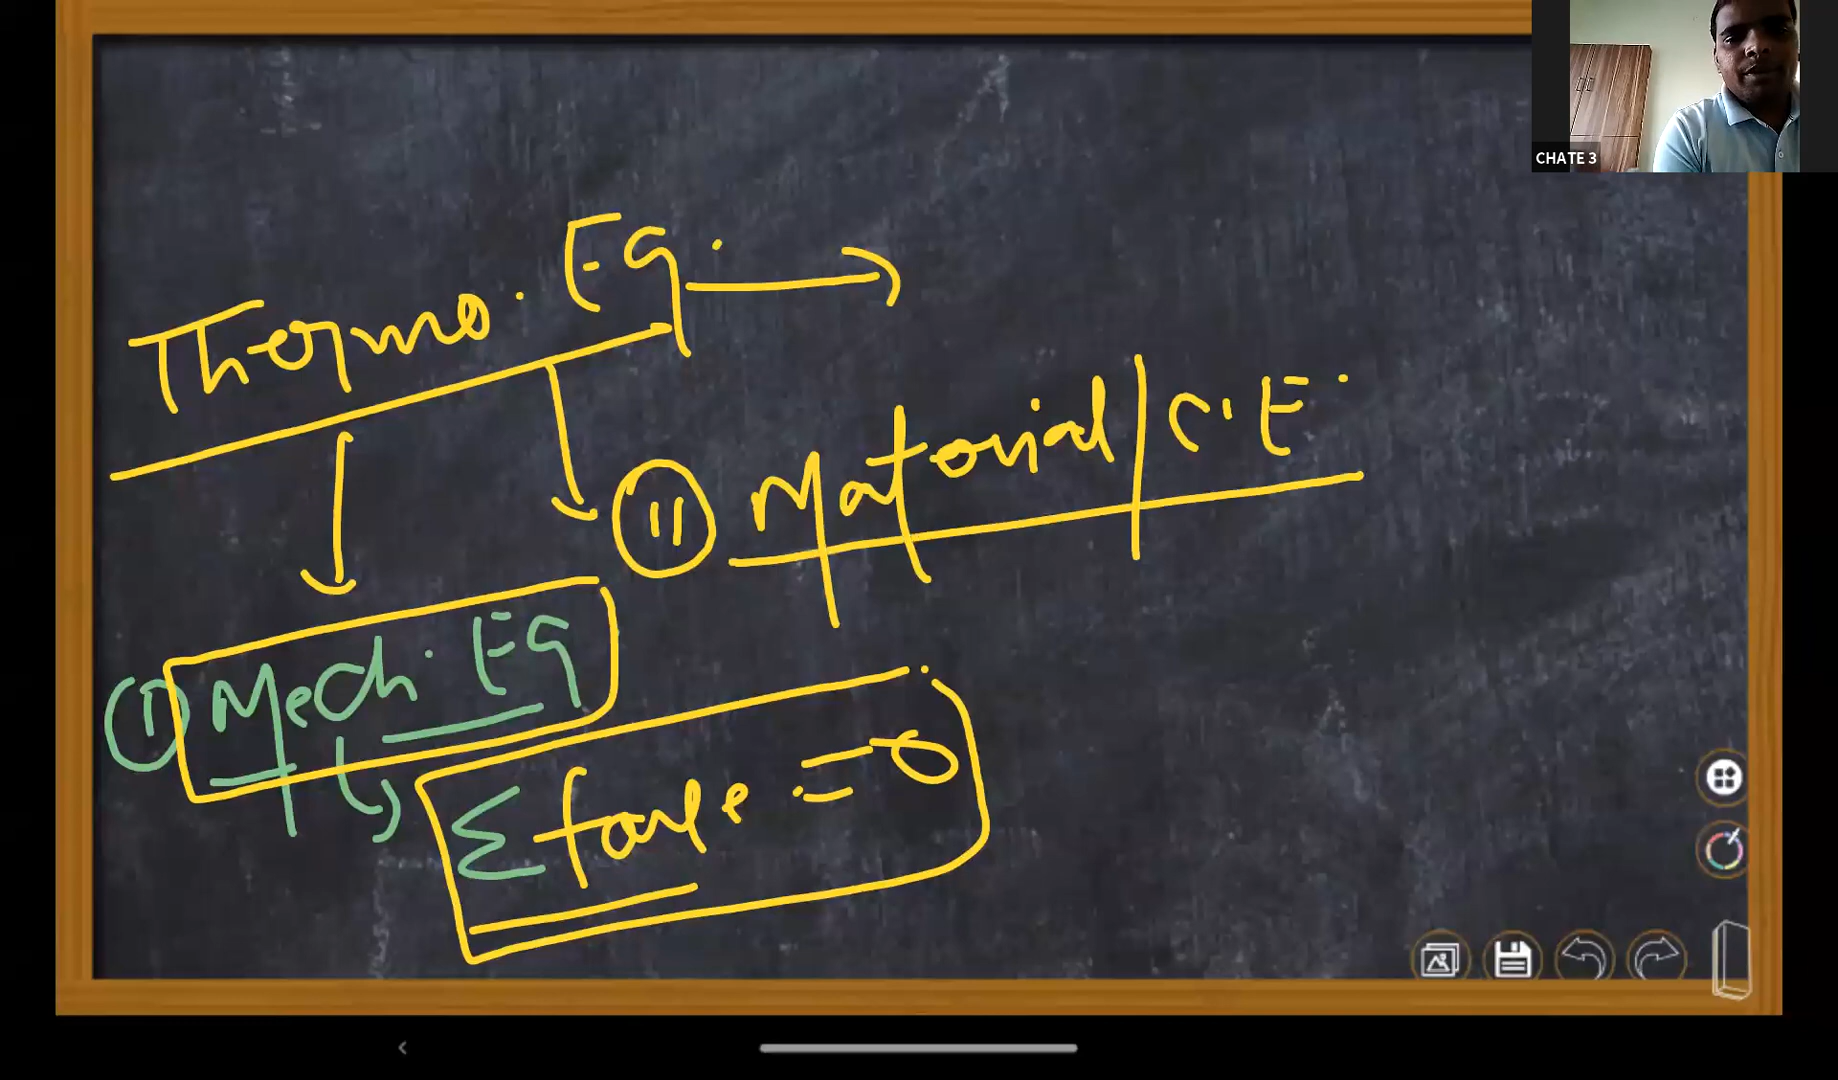 CHATE 3
Thermo. Eq. →
II Material / C.E.
I Mech. Eq
Σ force = 0